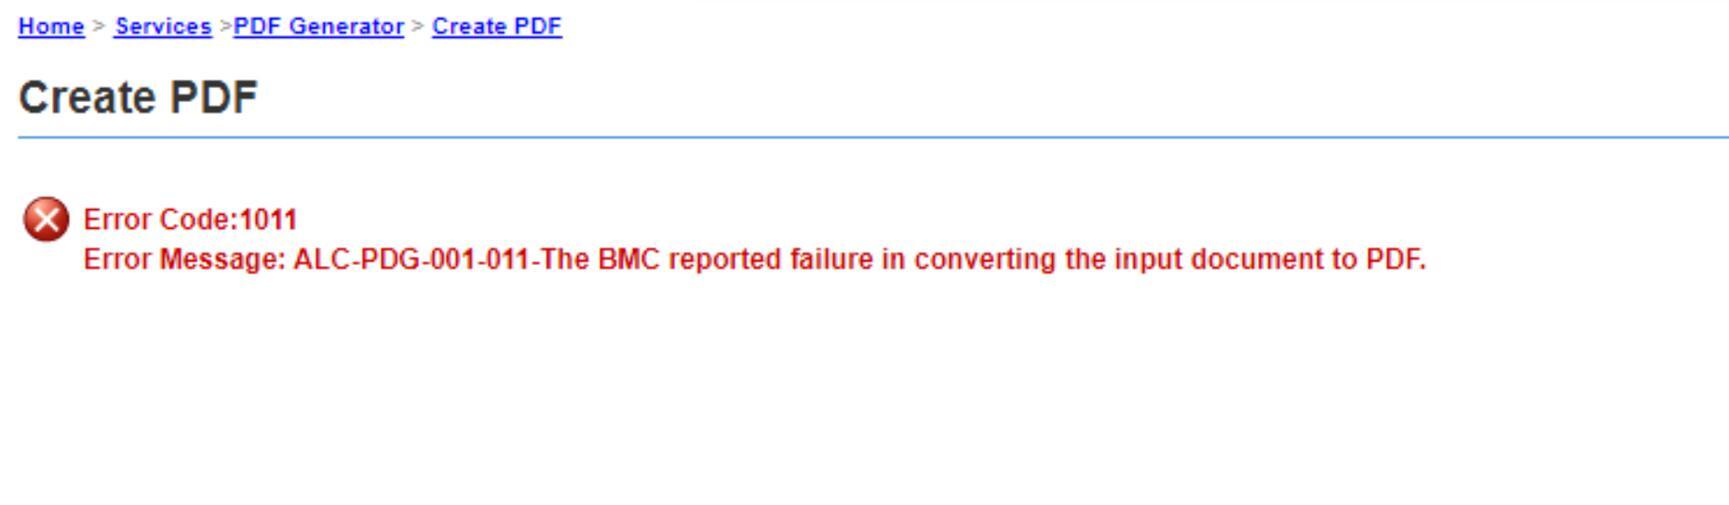 Home > Services >PDF Generator > Create PDF
Create PDF
Error Code:1011
Error Message: ALC-PDG-001-011-The BMC reported failure in converting the input document to PDF.